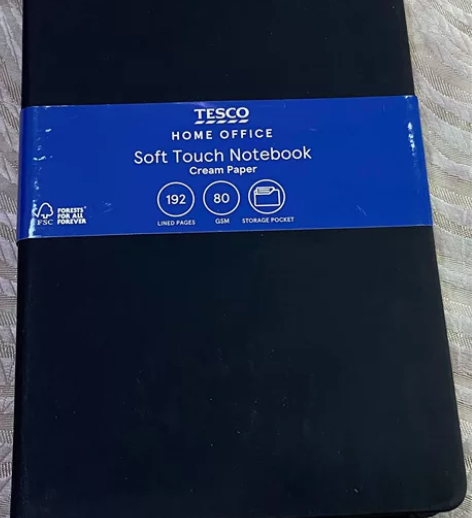 TESCO
HOME OFFICE
Soft Touch Notebook
Cream Paper
192
LINED PAGES
80
GSM
STORAGE POCKET
FSC
FORESTS
FOR ALL
FOREVER